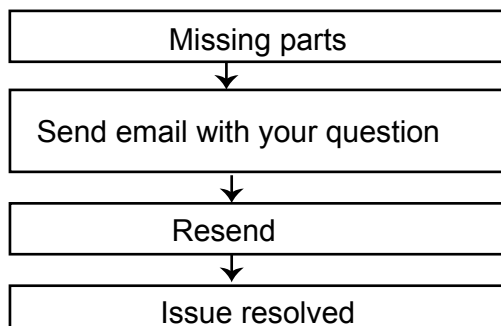 Missing parts
Send email with your question
Resend
Issue resolved